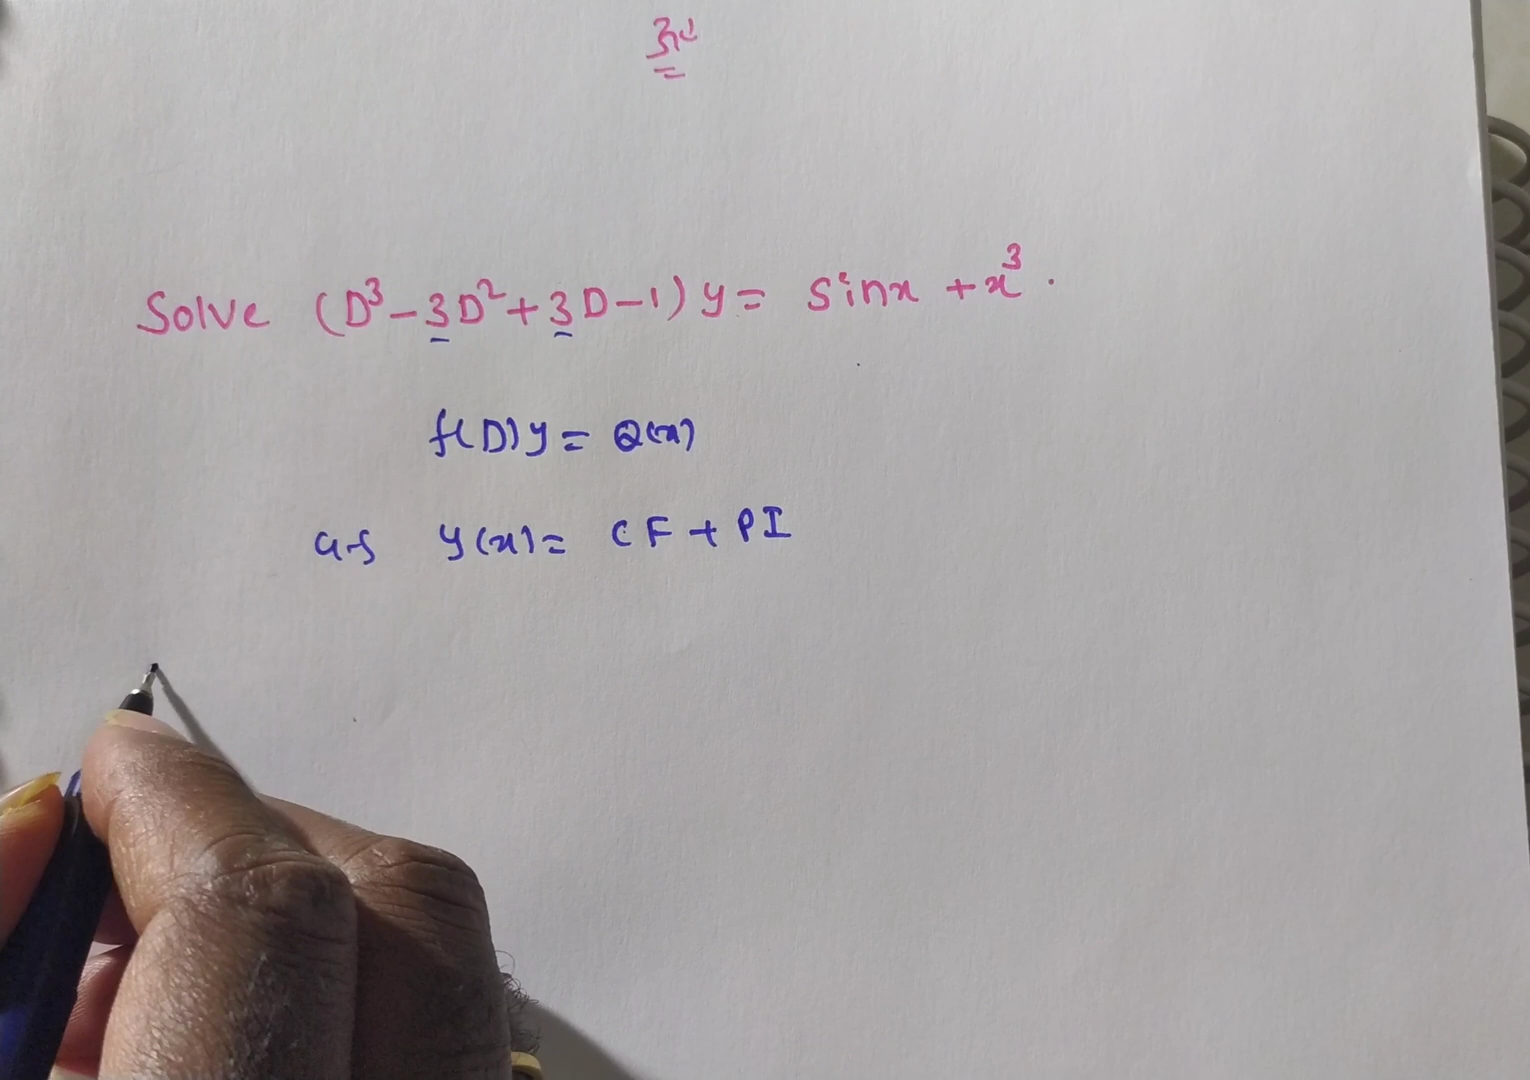 Solve (D³-3D²+3D-1)y= sinx +x³.
f(D)y= Q(x)
G.S y(x)= CF + PI